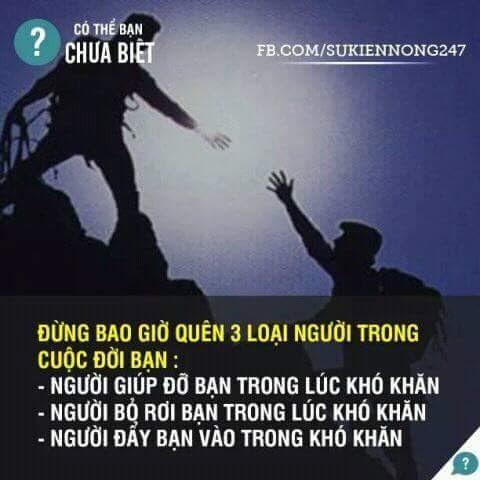 ?
CÓ THỂ BẠN
CHƯA BIẾT
FB.COM/SUKIENNONG247
ĐỪNG BAO GIỜ QUÊN 3 LOẠI NGƯỜI TRONG
CUỘC ĐỜI BẠN :
- NGƯỜI GIÚP ĐỠ BẠN TRONG LÚC KHÓ KHĂN
- NGƯỜI BỎ RƠI BẠN TRONG LÚC KHÓ KHĂN
- NGƯỜI ĐẨY BẠN VÀO TRONG KHÓ KHĂN
?